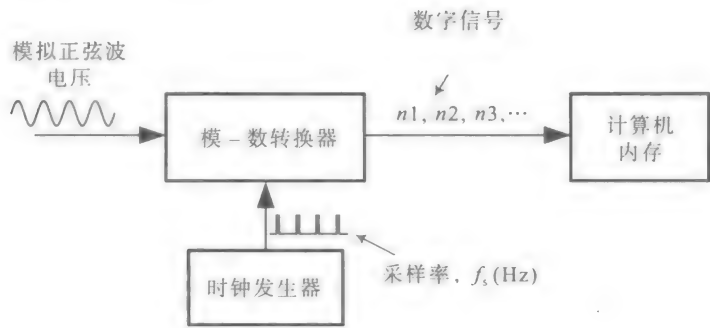 数字信号
模拟正弦波
电压
n1, n2, n3,…
模－数转换器
计算机
内存
采样率, fs(Hz)
时钟发生器